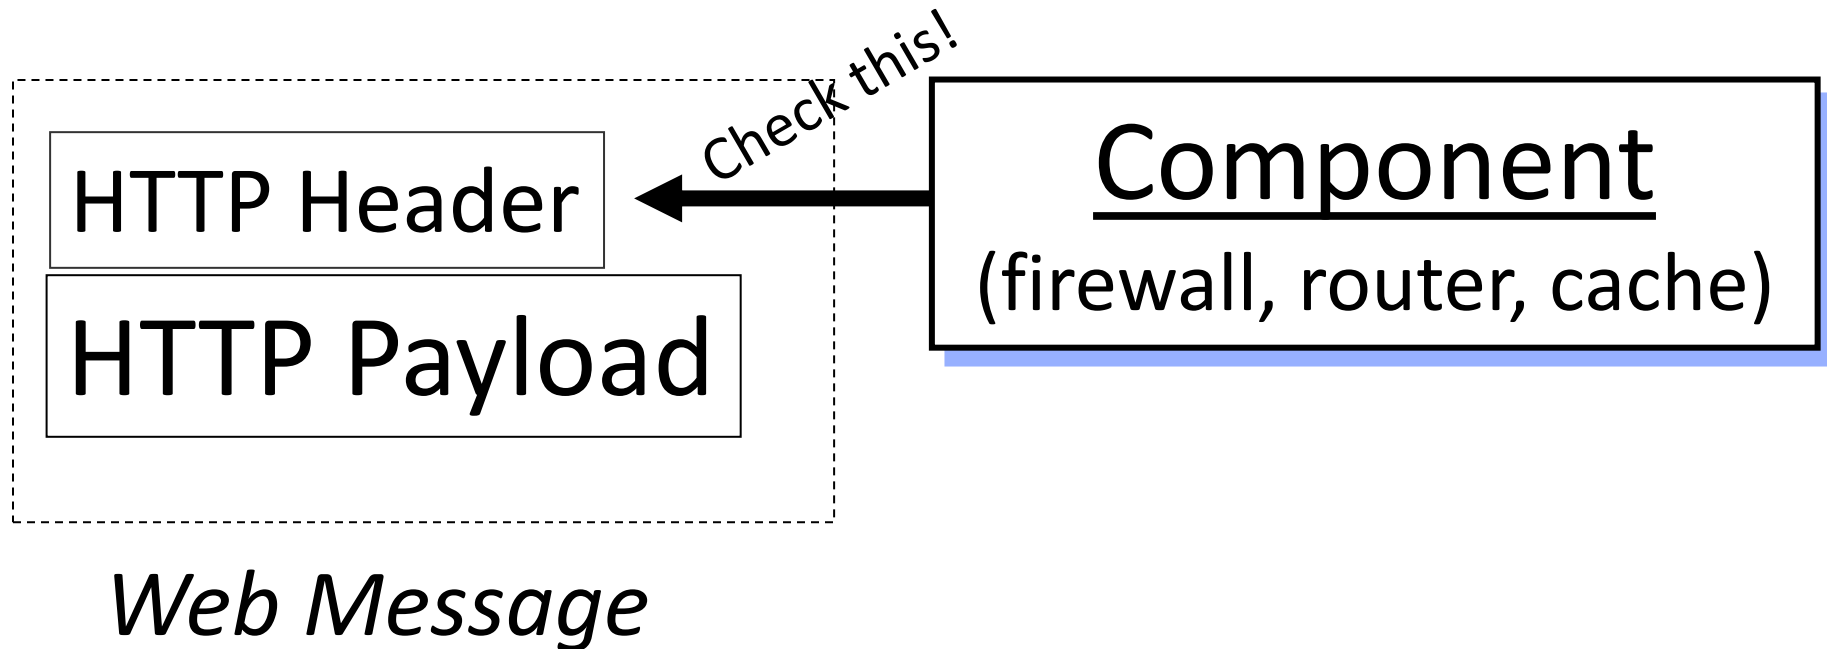 Check this!
HTTP Header
HTTP Payload
Web Message
Component
(firewall, router, cache)